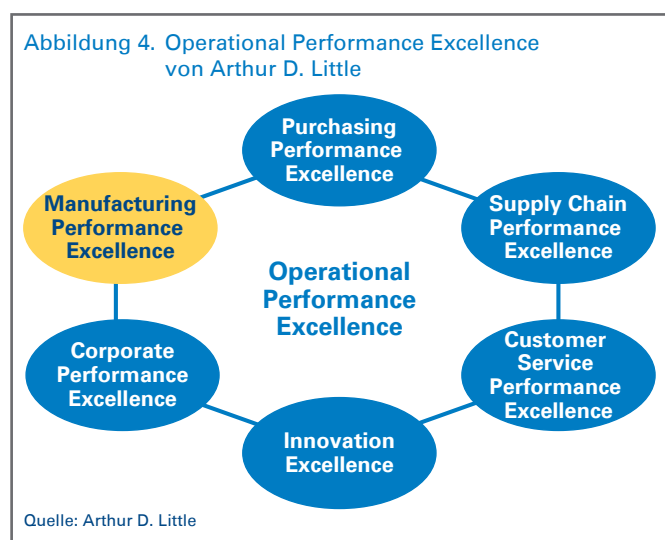 Abbildung 4. Operational Performance Excellence
von Arthur D. Little
Purchasing
Performance
Excellence
Manufacturing
Performance
Excellence
Supply Chain
Performance
Excellence
Operational
Performance
Excellence
Corporate
Performance
Excellence
Customer
Service
Performance
Excellence
Innovation
Excellence
Quelle: Arthur D. Little